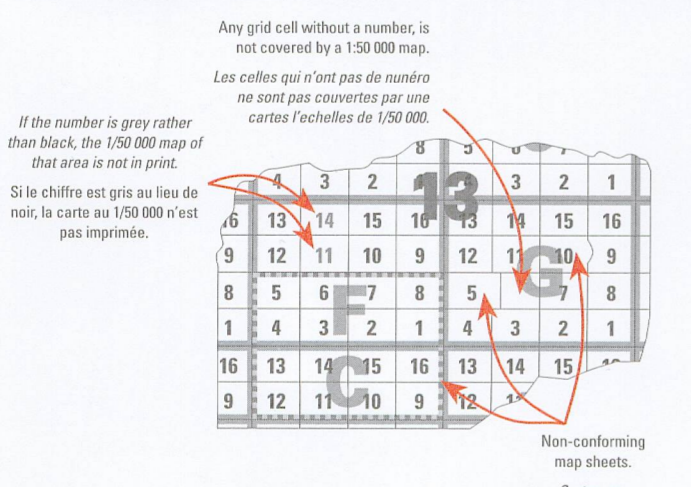 Any grid cell without a number, is
not covered by a 1:50 000 map.
Les celles qui n'ont pas de nunéro
ne sont pas couvertes par une
cartes l'echelles de 1/50 000.
If the number is grey rather
than black, the 1/50 000 map of
that area is not in print.
Si le chiffre est gris au lieu de
noir, la carte au 1/50 000 n'est
pas imprimée.
8 5
4 3 2 3 2 1
13
16 13 14 15 16 13 14 15 16
9 12 11 10 9 12 11 10 9
G
8 5 6 7 8 5 7 8
F
1 4 3 2 1 4 3 2 1
16 13 14 15 16 13 14 15
C
9 12 11 10 9 12
Non-conforming
map sheets.